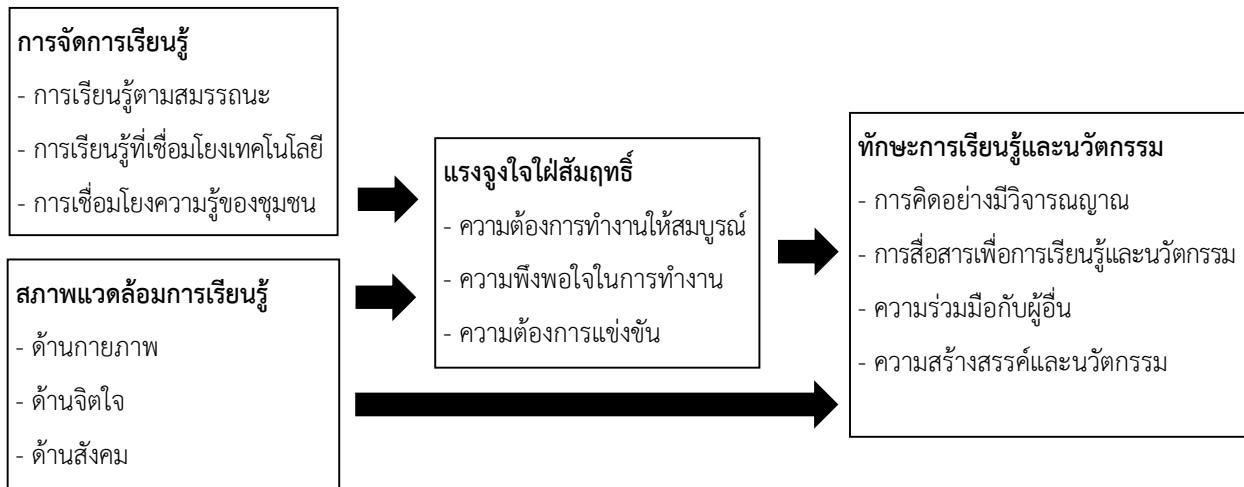 การจัดการเรียนรู้
- การเรียนรู้ตามสมรรถนะ
- การเรียนรู้ที่เชื่อมโยงเทคโนโลยี
- การเชื่อมโยงความรู้ของชุมชน
สภาพแวดล้อมการเรียนรู้
- ด้านกายภาพ
- ด้านจิตใจ
- ด้านสังคม
แรงจูงใจใฝ่สัมฤทธิ์
- ความต้องการทำงานให้สมบูรณ์
- ความพึงพอใจในการทำงาน
- ความต้องการแข่งขัน
ทักษะการเรียนรู้และนวัตกรรม
- การคิดอย่างมีวิจารณญาณ
- การสื่อสารเพื่อการเรียนรู้และนวัตกรรม
- ความร่วมมือกับผู้อื่น
- ความสร้างสรรค์และนวัตกรรม